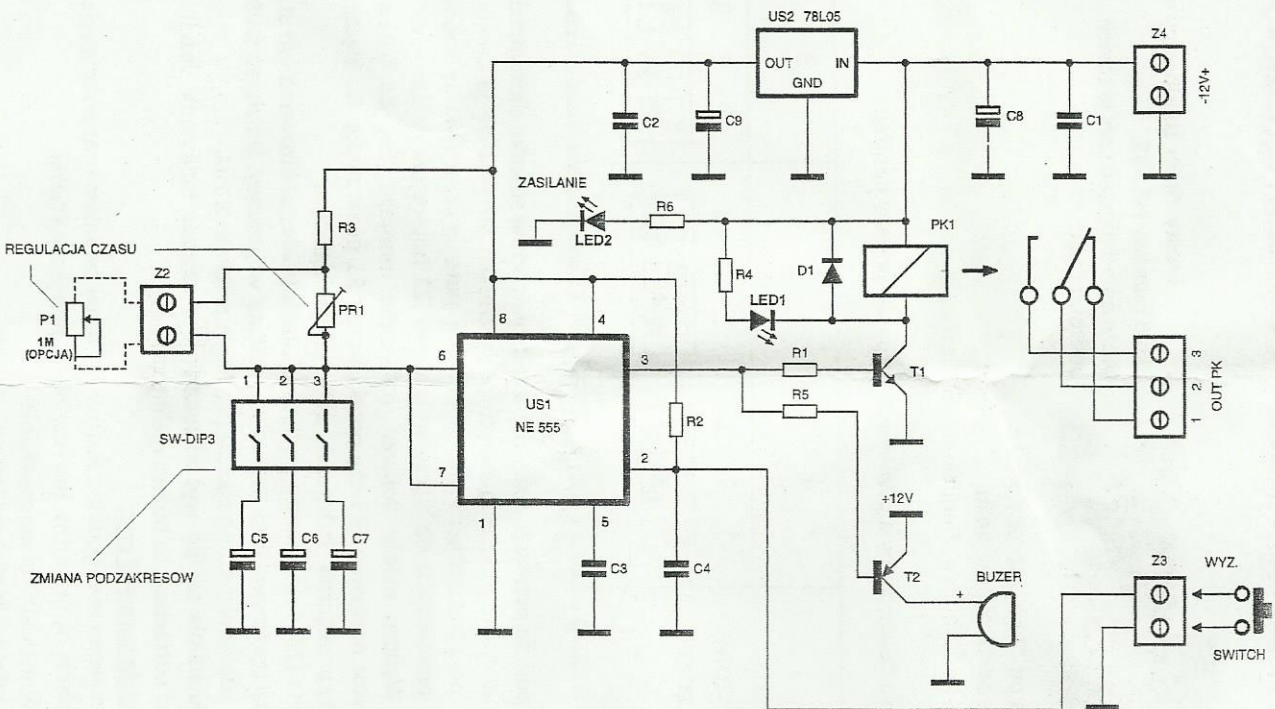 US2 78L05
OUT IN
GND
Z4
-12V+
C2
C9
C8
C1
ZASILANIE
R3
R6
LED2
PK1
REGULACJA CZASU
Z2
R4
D1
LED1
PR1
P1
1M
(OPCJA)
8
4
6
3
R1
T1
1 2 3
US1
NE 555
R5
R2
3
2
1
OUT PK
SW-DIP3
7
2
+12V
1
5
C5
C6
C7
C3
C4
T2
BUZER
+
Z3
WYZ.
SWITCH
ZMIANA PODZAKRESOW